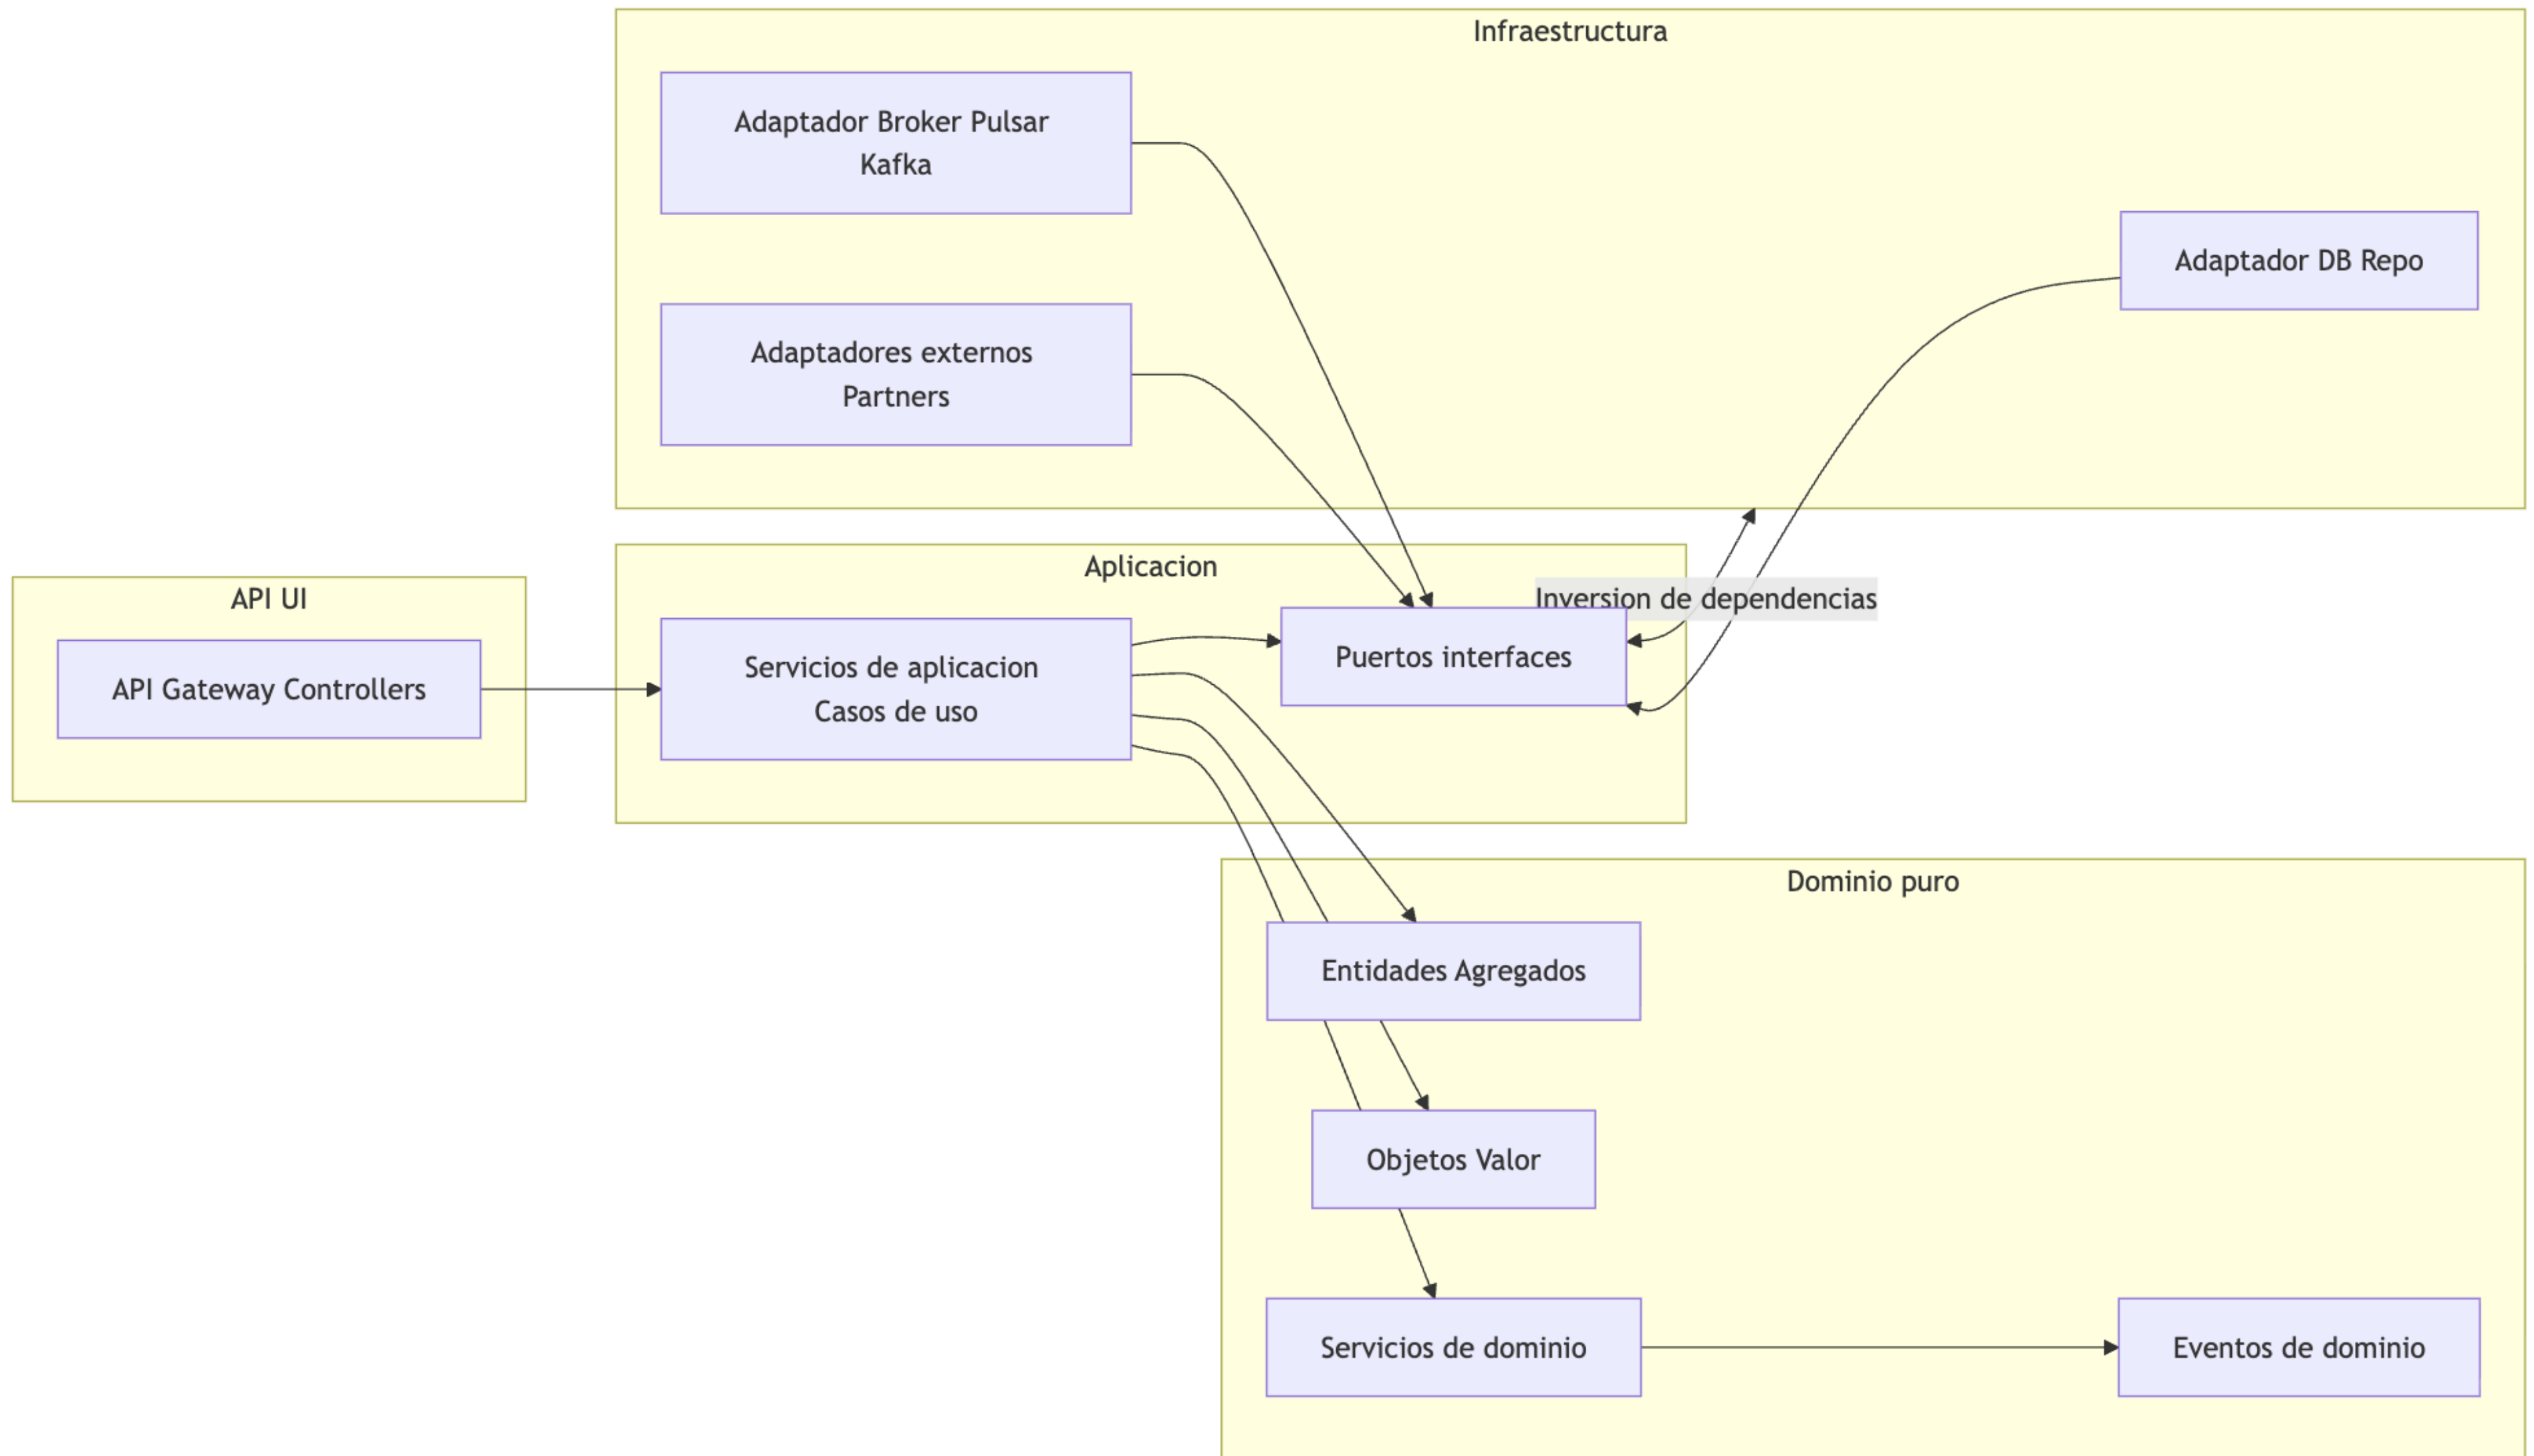 Infraestructura
Adaptador Broker Pulsar
Kafka
Adaptador DB Repo
Adaptadores externos
Partners
Aplicacion
API UI
Inversion de dependencias
Puertos interfaces
Servicios de aplicacion
Casos de uso
API Gateway Controllers
Dominio puro
Entidades Agregados
Objetos Valor
Servicios de dominio
Eventos de dominio